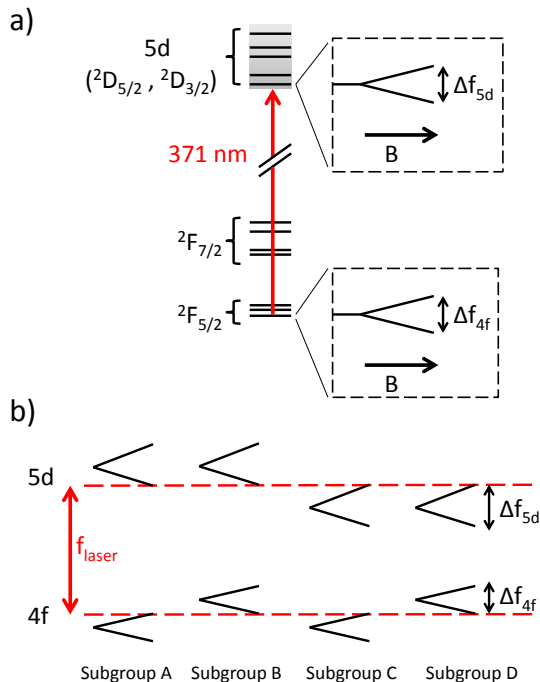 a)
5d
(²D₅/₂ , ²D₃/₂)
371 nm
Δf₅d
B
²F₇/₂
²F₅/₂
Δf₄f
B
b)
5d
Δf₅d
f_laser
4f
Δf₄f
Subgroup A Subgroup B Subgroup C Subgroup D